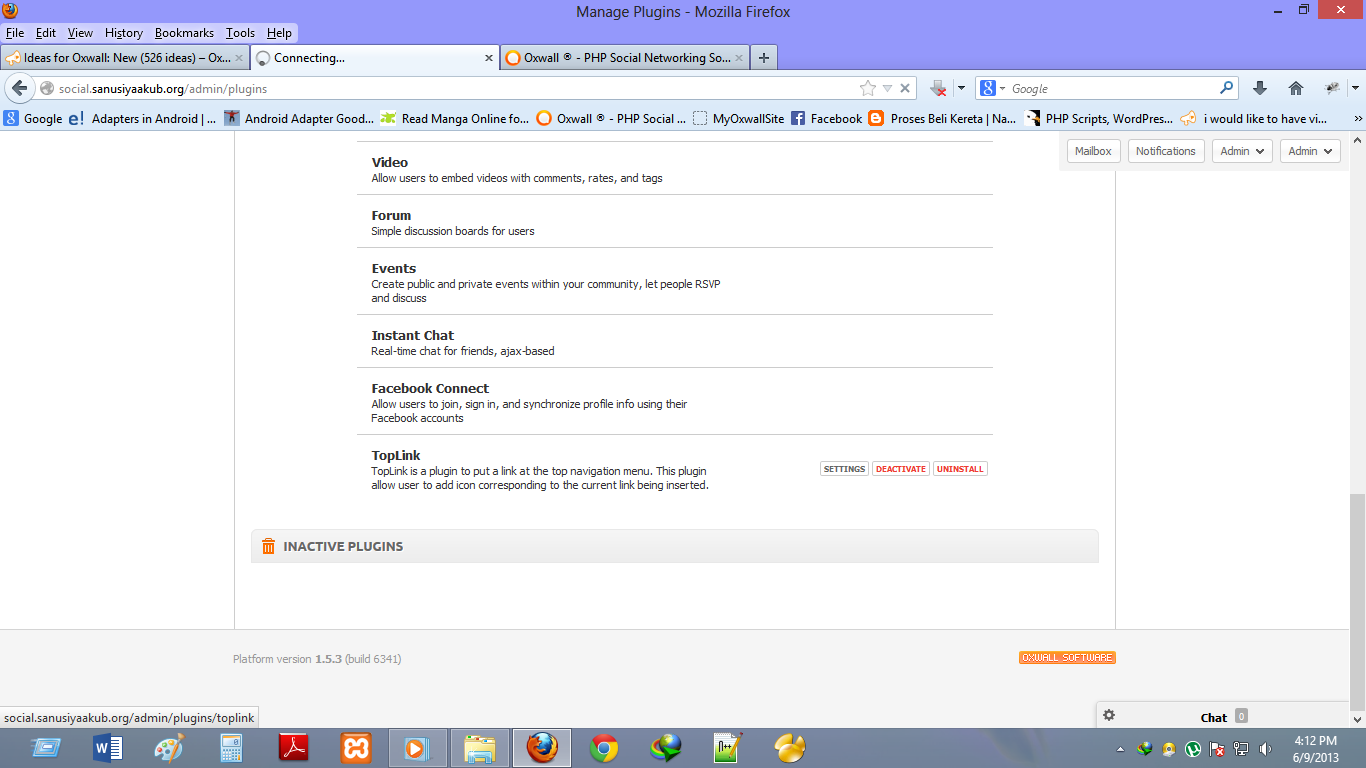 Manage Plugins - Mozilla Firefox
File Edit View History Bookmarks Tools Help
Ideas for Oxwall: New (526 ideas) – Ox...
Connecting...
Oxwall ® - PHP Social Networking So...
social.sanusiyaakub.org/admin/plugins
Google
Google
Adapters in Android | ...
Android Adapter Good...
Read Manga Online fo...
Oxwall ® - PHP Social ...
MyOxwallSite
Facebook
Proses Beli Kereta | Na...
PHP Scripts, WordPress...
i would like to have vi...
Mailbox
Notifications
Admin
Admin
Video
Allow users to embed videos with comments, rates, and tags
Forum
Simple discussion boards for users
Events
Create public and private events within your community, let people RSVP
and discuss
Instant Chat
Real-time chat for friends, ajax-based
Facebook Connect
Allow users to join, sign in, and synchronize profile info using their
Facebook accounts
TopLink
TopLink is a plugin to put a link at the top navigation menu. This plugin
allow user to add icon corresponding to the current link being inserted.
SETTINGS DEACTIVATE UNINSTALL
INACTIVE PLUGINS
Platform version 1.5.3 (build 6341)
OXWALL SOFTWARE
social.sanusiyaakub.org/admin/plugins/toplink
Chat 0
4:12 PM
6/9/2013